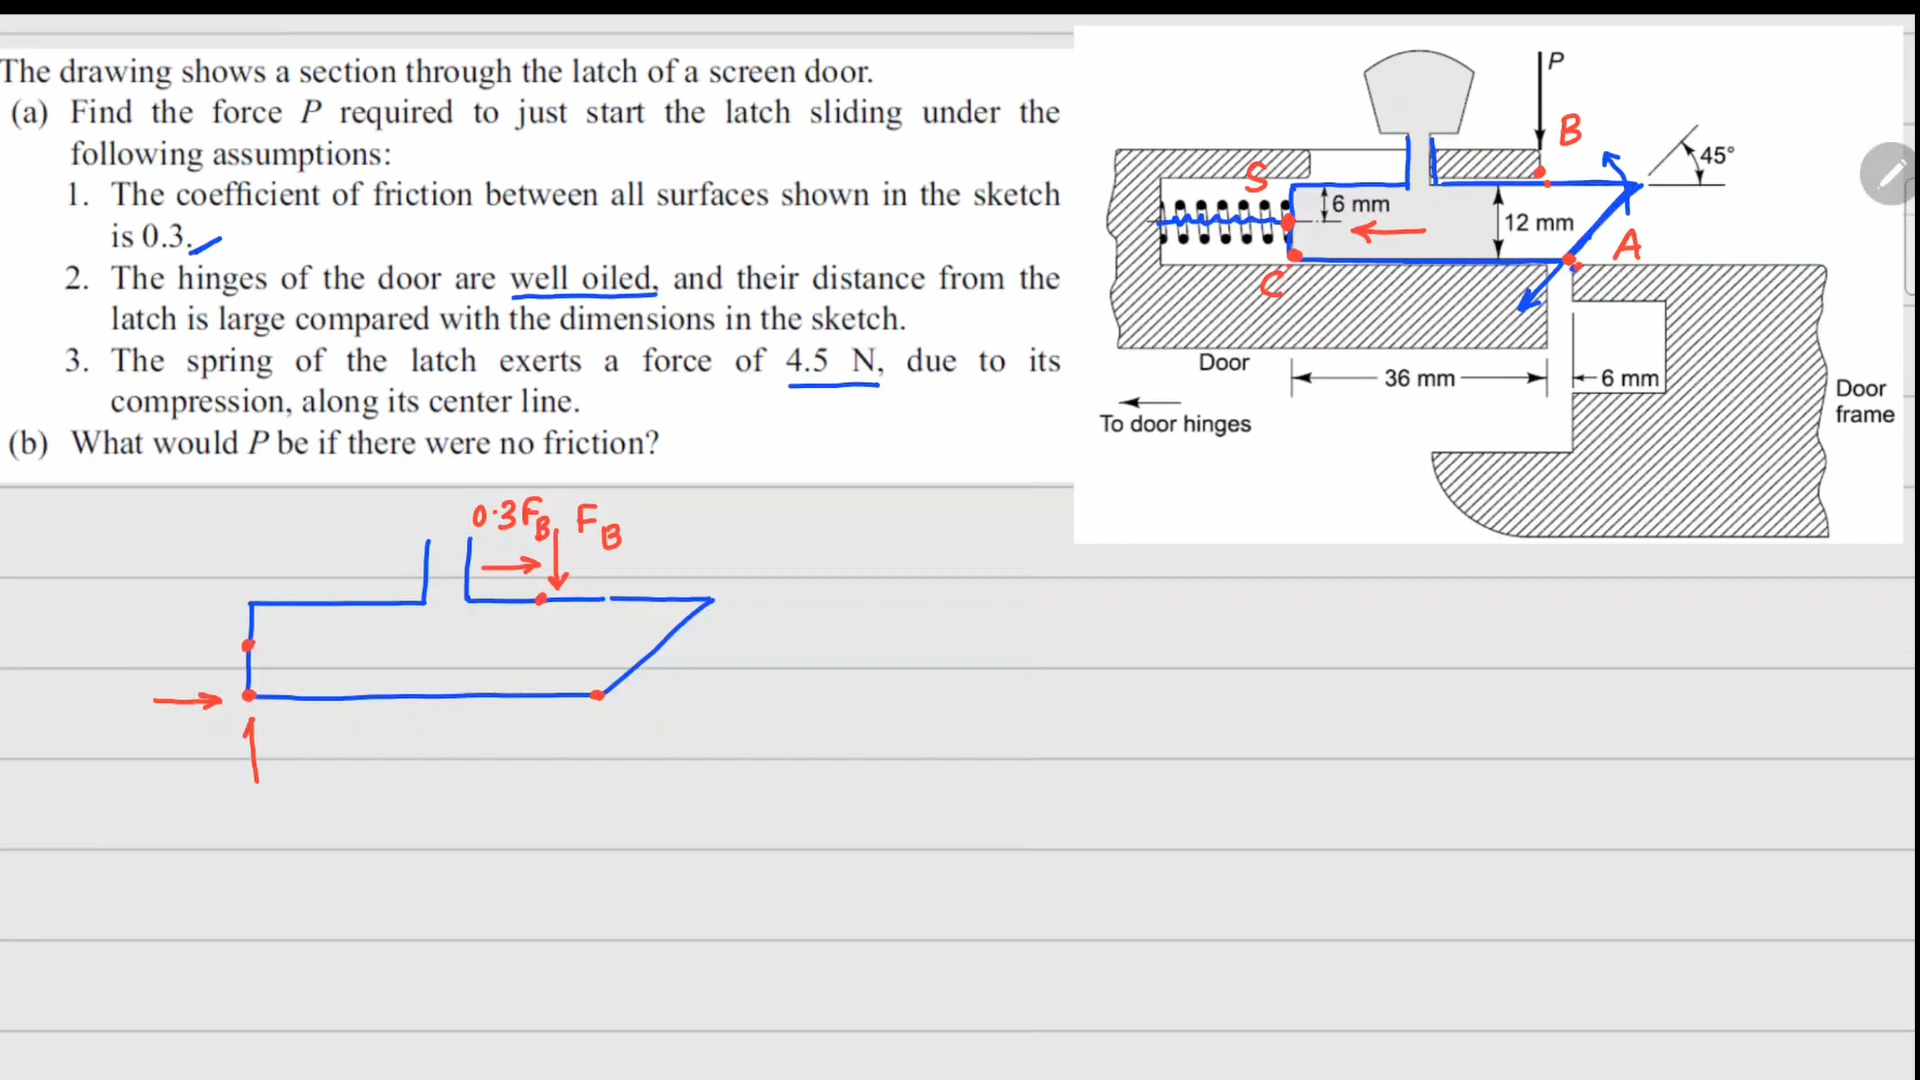 The drawing shows a section through the latch of a screen door.
(a) Find the force P required to just start the latch sliding under the
following assumptions:
1. The coefficient of friction between all surfaces shown in the sketch
is 0.3.
2. The hinges of the door are well oiled, and their distance from the
latch is large compared with the dimensions in the sketch.
3. The spring of the latch exerts a force of 4.5 N, due to its
compression, along its center line.
(b) What would P be if there were no friction?
P
B
45°
S
6 mm
12 mm
A
C
Door
36 mm
6 mm
Door
frame
To door hinges
0.3F_B F_B